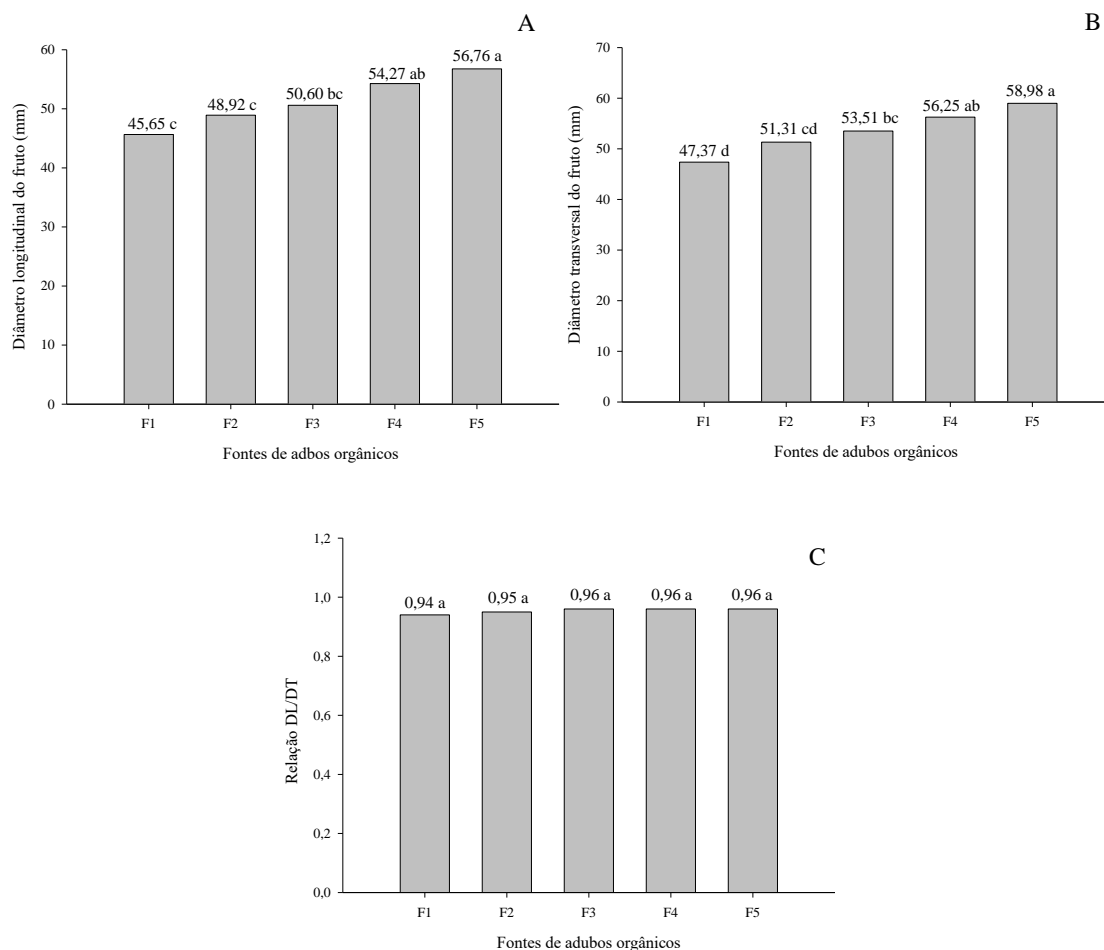 A
Diâmetro longitudinal do fruto (mm)
60
50
40
30
20
10
0
45,65 c
48,92 c
50,60 bc
54,27 ab
56,76 a
F1
F2
F3
F4
F5
Fontes de adbos orgânicos
B
Diâmetro transversal do fruto (mm)
70
60
50
40
30
20
10
0
47,37 d
51,31 cd
53,51 bc
56,25 ab
58,98 a
F1
F2
F3
F4
F5
Fontes de adubos orgânicos
C
Relação DL/DT
1,2
1,0
0,8
0,6
0,4
0,2
0,0
0,94 a
0,95 a
0,96 a
0,96 a
0,96 a
F1
F2
F3
F4
F5
Fontes de adubos orgânicos